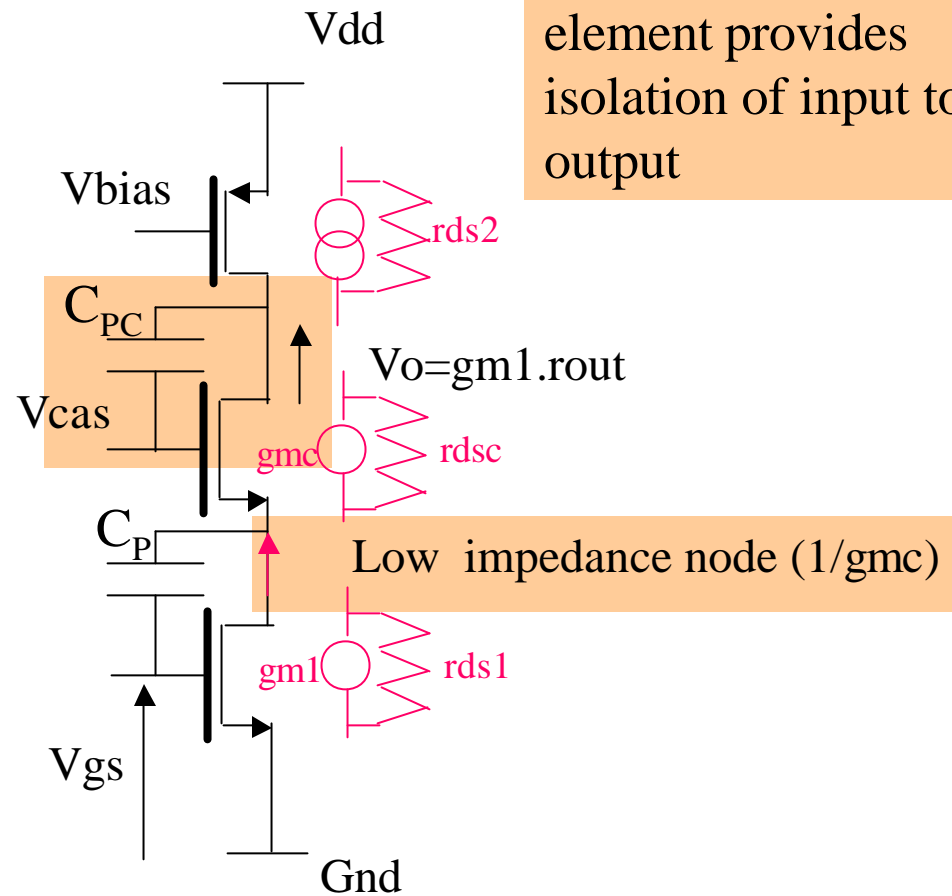 Vdd
element provides
isolation of input to
output
Vbias
.rds2
CPC
Vo=gm1.rout
Vcas
gmc
rdsc
CP
Low impedance node (1/gmc)
gm1
rds1
Vgs
Gnd